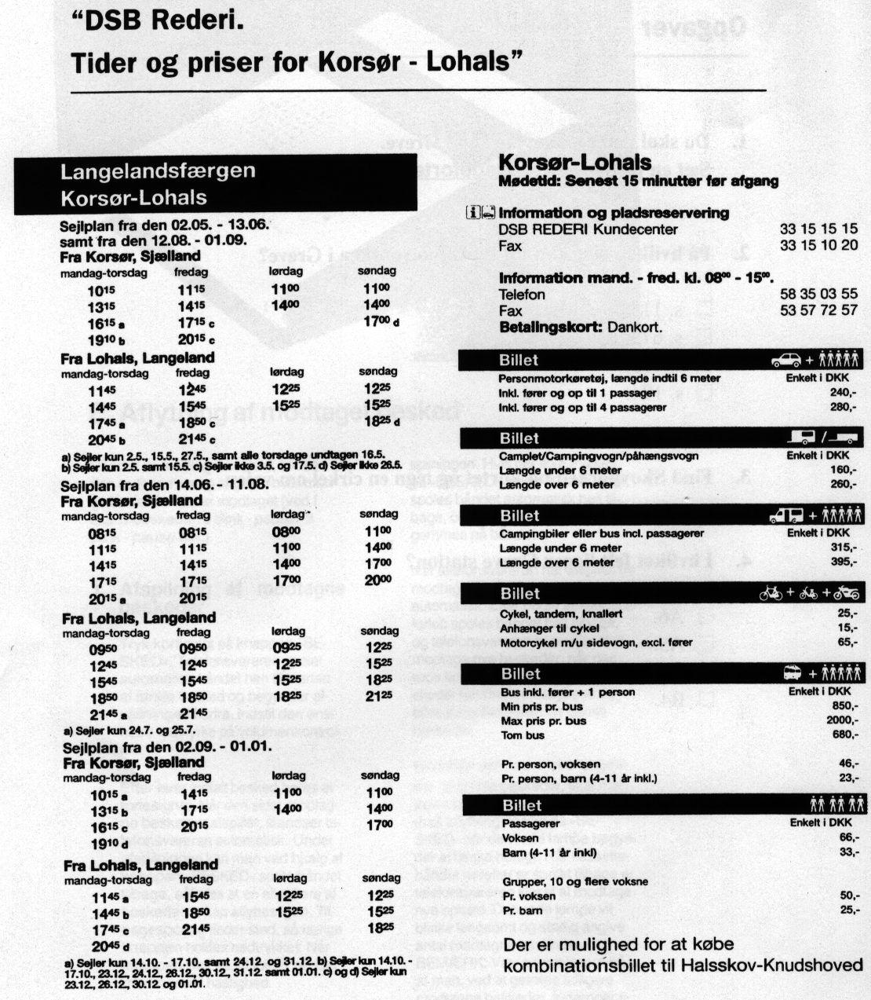 “DSB Rederi.
Tider og priser for Korsør - Lohals”
Langelandsfærgen
Korsør-Lohals
Sejlplan fra den 02.05. - 13.06.
samt fra den 12.08. - 01.09.
Fra Korsør, Sjælland
mandag-torsdag fredag lørdag søndag
10¹⁵ 11¹⁵ 11⁰⁰ 11⁰⁰
13¹⁵ 14¹⁵ 14⁰⁰ 14⁰⁰
16¹⁵ a 17¹⁵ c 17⁰⁰ d
19¹⁰ b 20¹⁵ c
Fra Lohals, Langeland
mandag-torsdag fredag lørdag søndag
11⁴⁵ 12⁴⁵ 12²⁵ 12²⁵
14⁴⁵ 15⁴⁵ 15²⁵ 15²⁵
17⁴⁵ a 18⁵⁰ c 18²⁵ d
20⁴⁵ b 21⁴⁵ c
a) Sejler kun 2.5., 15.5., 27.5., samt alle torsdage undtagen 16.5.
b) Sejler kun 2.5. samt 15.5. c) Sejler ikke 3.5. og 17.5. d) Sejler ikke 26.5.
Sejlplan fra den 14.06. - 11.08.
Fra Korsør, Sjælland
mandag-torsdag fredag lørdag søndag
08¹⁵ 08¹⁵ 08⁰⁰ 11⁰⁰
11¹⁵ 11¹⁵ 11⁰⁰ 14⁰⁰
14¹⁵ 14¹⁵ 14⁰⁰ 17⁰⁰
17¹⁵ 17¹⁵ 17⁰⁰ 20⁰⁰
20¹⁵ a 20¹⁵
Fra Lohals, Langeland
mandag-torsdag fredag lørdag søndag
09⁵⁰ 09⁵⁰ 09²⁵ 12²⁵
12⁴⁵ 12⁴⁵ 12²⁵ 15²⁵
15⁴⁵ 15⁴⁵ 15²⁵ 18²⁵
18⁵⁰ 18⁵⁰ 18²⁵ 21²⁵
21⁴⁵ a 21⁴⁵
a) Sejler kun 24.7. og 25.7.
Sejlplan fra den 02.09. - 01.01.
Fra Korsør, Sjælland
mandag-torsdag fredag lørdag søndag
10¹⁵ a 14¹⁵ 11⁰⁰ 11⁰⁰
13¹⁵ b 17¹⁵ 14⁰⁰ 14⁰⁰
16¹⁵ c 20¹⁵ 17⁰⁰
19¹⁰ d
Fra Lohals, Langeland
mandag-torsdag fredag lørdag søndag
11⁴⁵ a 15⁴⁵ 12²⁵ 12²⁵
14⁴⁵ b 18⁵⁰ 15²⁵ 15²⁵
17⁴⁵ c 21⁴⁵ 18²⁵
20⁴⁵ d
a) Sejler kun 14.10. - 17.10. samt 24.12. og 31.12. b) Sejler kun 14.10. -
17.10., 23.12., 24.12., 26.12., 30.12., 31.12. samt 01.01. c) og d) Sejler kun
23.12., 26.12., 30.12. og 01.01.
Korsør-Lohals
Mødetid: Senest 15 minutter før afgang
Information og pladsreservering
DSB REDERI Kundecenter 33 15 15 15
Fax 33 15 10 20
Information mand. - fred. kl. 08⁰⁰ - 15⁰⁰.
Telefon 58 35 03 55
Fax 53 57 72 57
Betalingskort: Dankort.
Billet +
Personmotorkøretøj, længde indtil 6 meter Enkelt i DKK
Inkl. fører og op til 1 passager 240,-
Inkl. fører og op til 4 passagerer 280,-
Billet /
Camplet/Campingvogn/påhængsvogn Enkelt i DKK
Længde under 6 meter 160,-
Længde over 6 meter 260,-
Billet +
Campingbiler eller bus incl. passagerer Enkelt i DKK
Længde under 6 meter 315,-
Længde over 6 meter 395,-
Billet + +
Cykel, tandem, knallert 25,-
Anhænger til cykel 15,-
Motorcykel m/u sidevogn, excl. fører 65,-
Billet +
Bus inkl. fører + 1 person Enkelt i DKK
Min pris pr. bus 850,-
Max pris pr. bus 2000,-
Tom bus 680,-
Pr. person, voksen 46,-
Pr. person, barn (4-11 år inkl.) 23,-
Billet
Passagerer Enkelt i DKK
Voksen 66,-
Barn (4-11 år inkl) 33,-
Grupper, 10 og flere voksne
Pr. voksen 50,-
Pr. barn 25,-
Der er mulighed for at købe
kombinationsbillet til Halsskov-Knudshoved